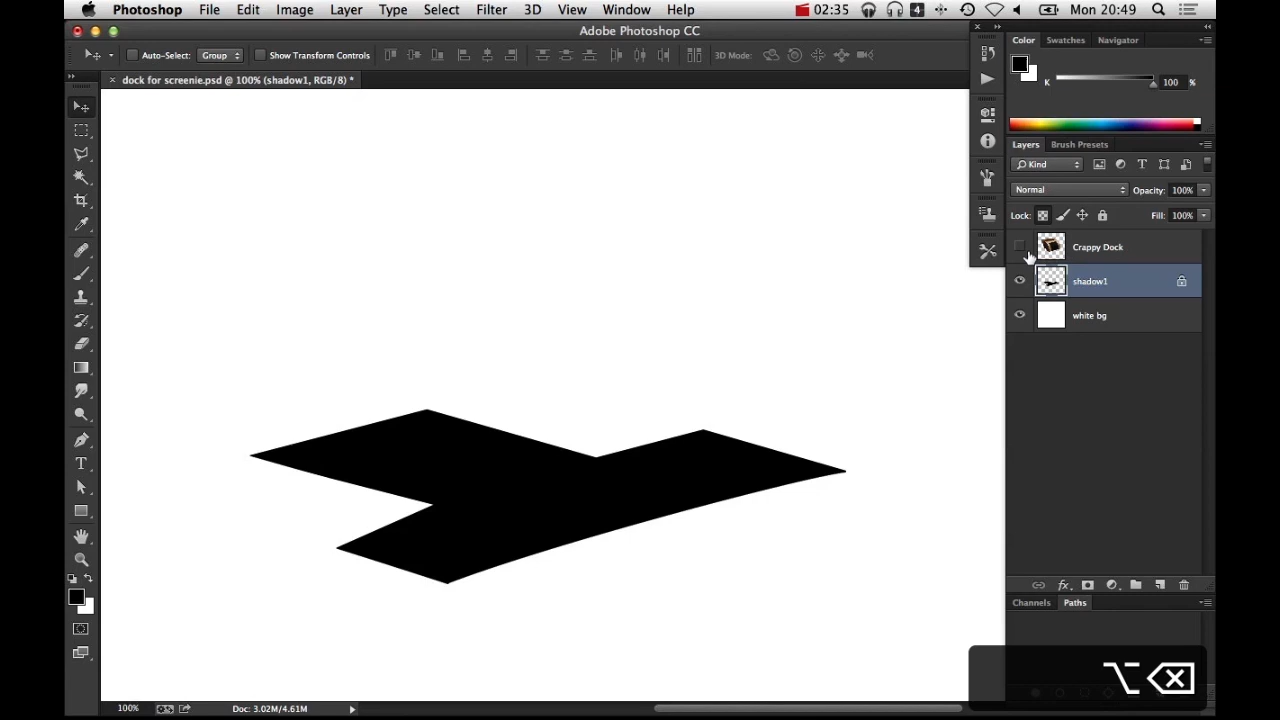 Photoshop File Edit Image Layer Type Select Filter 3D View Window Help 02:35 4 Mon 20:49
Adobe Photoshop CC
Auto-Select: Group Show Transform Controls 3D Mode:
dock for screenie.psd @ 100% (shadow1, RGB/8) *
Color Swatches Navigator
K 100 %
Layers Brush Presets
Kind
Normal Opacity: 100%
Lock: Fill: 100%
Crappy Dock
shadow1
white bg
fx
Channels Paths
100% Doc: 3.02M/4.61M